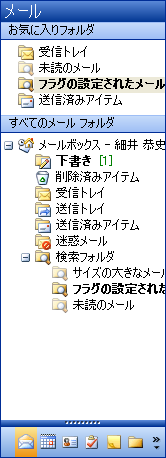 メール
お気に入りフォルダ
受信トレイ
未読のメール
フラグの設定されたメール
送信済みアイテム
すべてのメール フォルダ
メールボックス - 細井 恭史
下書き [1]
削除済みアイテム
受信トレイ
送信トレイ
送信済みアイテム
迷惑メール
検索フォルダ
サイズの大きなメー
フラグの設定された
未読のメール